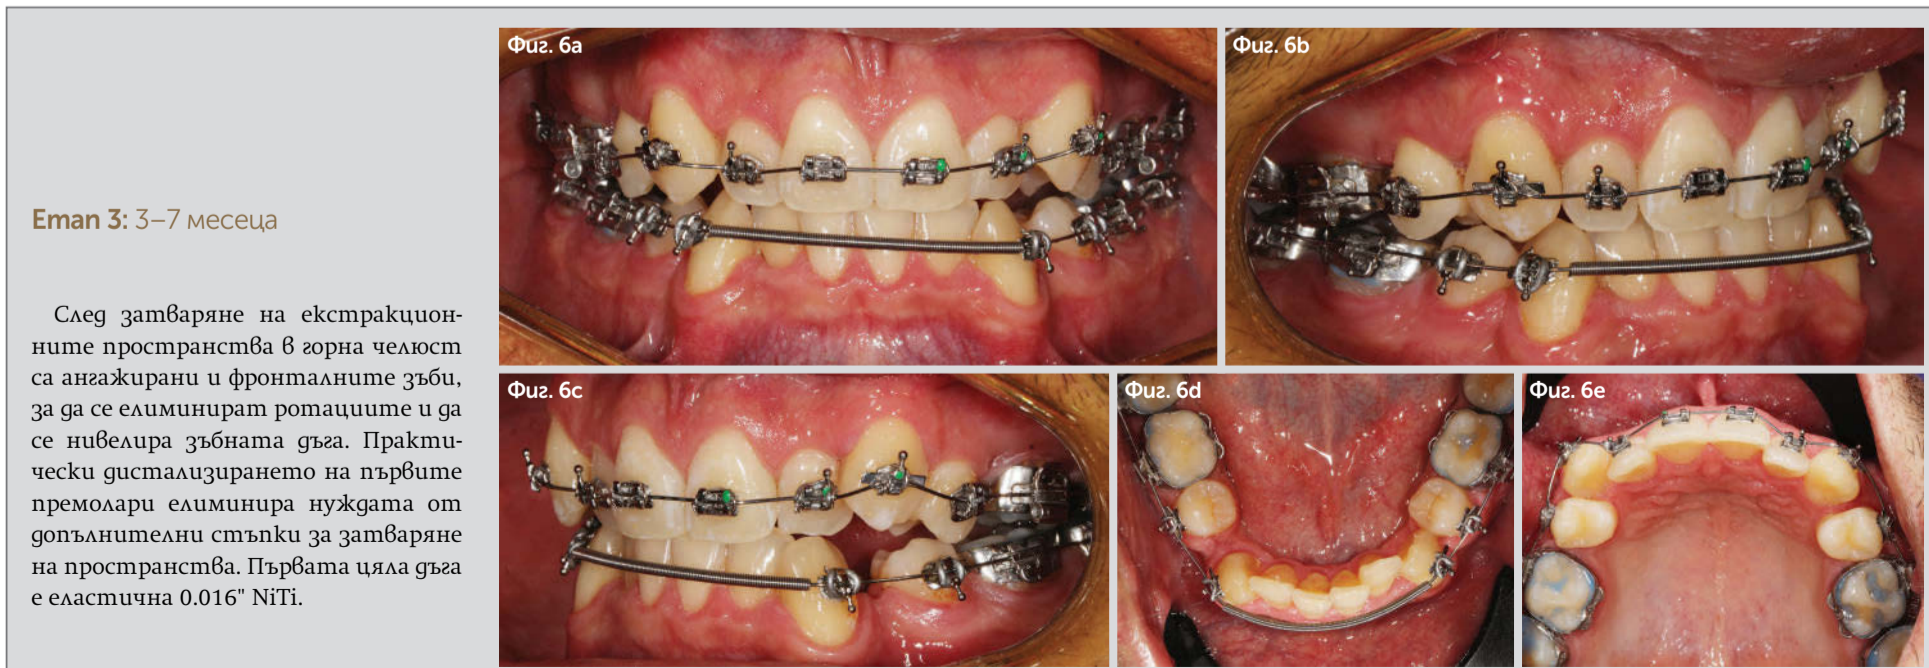 Етап 3: 3–7 месеца
След затваряне на екстракцион-
ните пространства в горна челюст
са ангажирани и фронталните зъби,
за да се елиминират ротациите и да
се нивелира зъбната дъга. Практи-
чески дистализирането на първите
премолари елиминира нуждата от
допълнителни стъпки за затваряне
на пространства. Първата цяла дъга
е еластична 0.016" NiTi.
Фиг. 6a
Фиг. 6b
Фиг. 6c
Фиг. 6d
Фиг. 6e